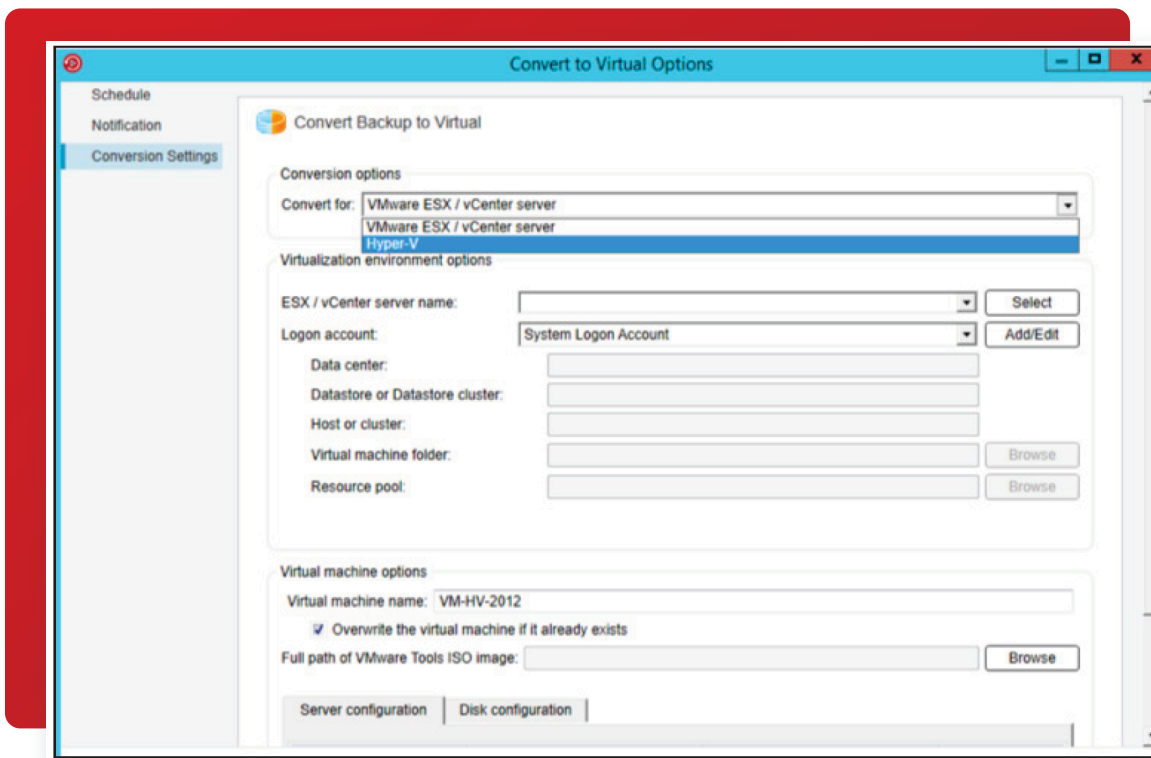 Convert to Virtual Options
Schedule
Notification
Conversion Settings
Convert Backup to Virtual
Conversion options
Convert for: VMware ESX / vCenter server
VMware ESX / vCenter server
Hyper-V
Virtualization environment options
ESX / vCenter server name: Select
Logon account: System Logon Account Add/Edit
Data center:
Datastore or Datastore cluster:
Host or cluster:
Virtual machine folder: Browse
Resource pool: Browse
Virtual machine options
Virtual machine name: VM-HV-2012
Overwrite the virtual machine if it already exists
Full path of VMware Tools ISO image: Browse
Server configuration Disk configuration